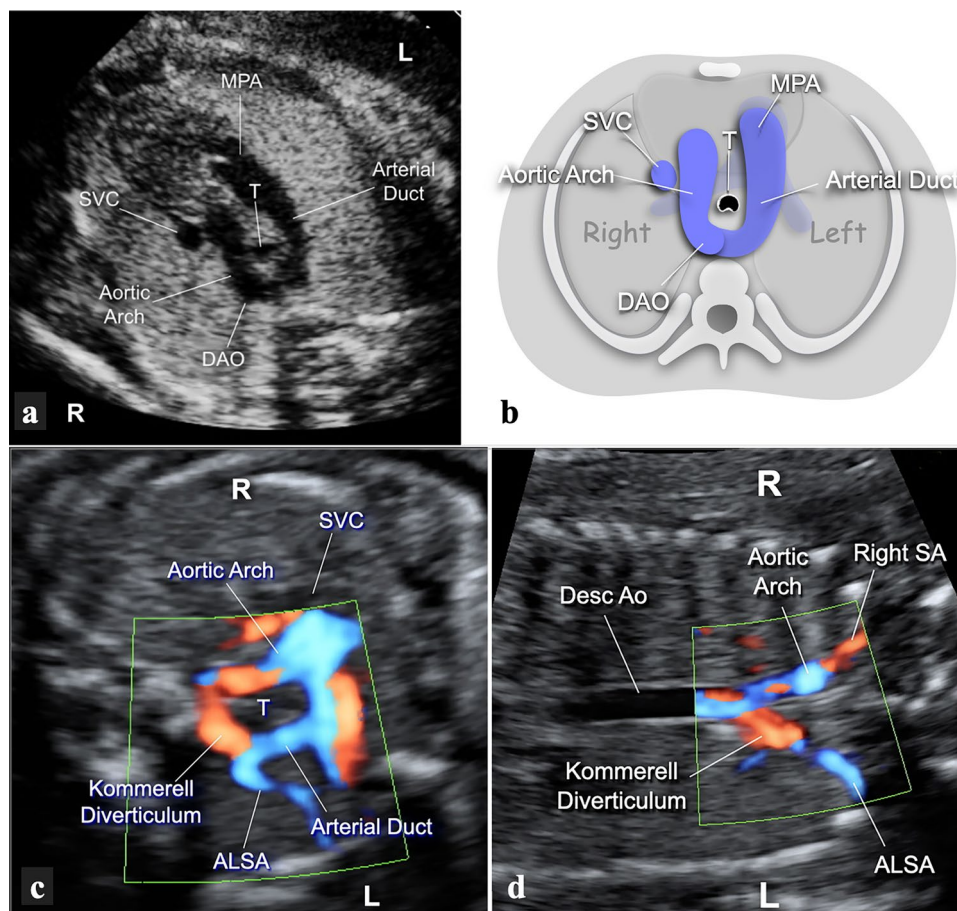 L
MPA
Arterial
Duct
T
SVC
Aortic
Arch
DAO
a
R
MPA
SVC
T
Aortic Arch
Arterial Duct
Right
Left
DAO
b
R
SVC
Aortic Arch
T
Kommerell
Diverticulum
Arterial Duct
ALSA
c
L
R
Aortic
Arch
Right SA
Desc Ao
Kommerell
Diverticulum
ALSA
d
L